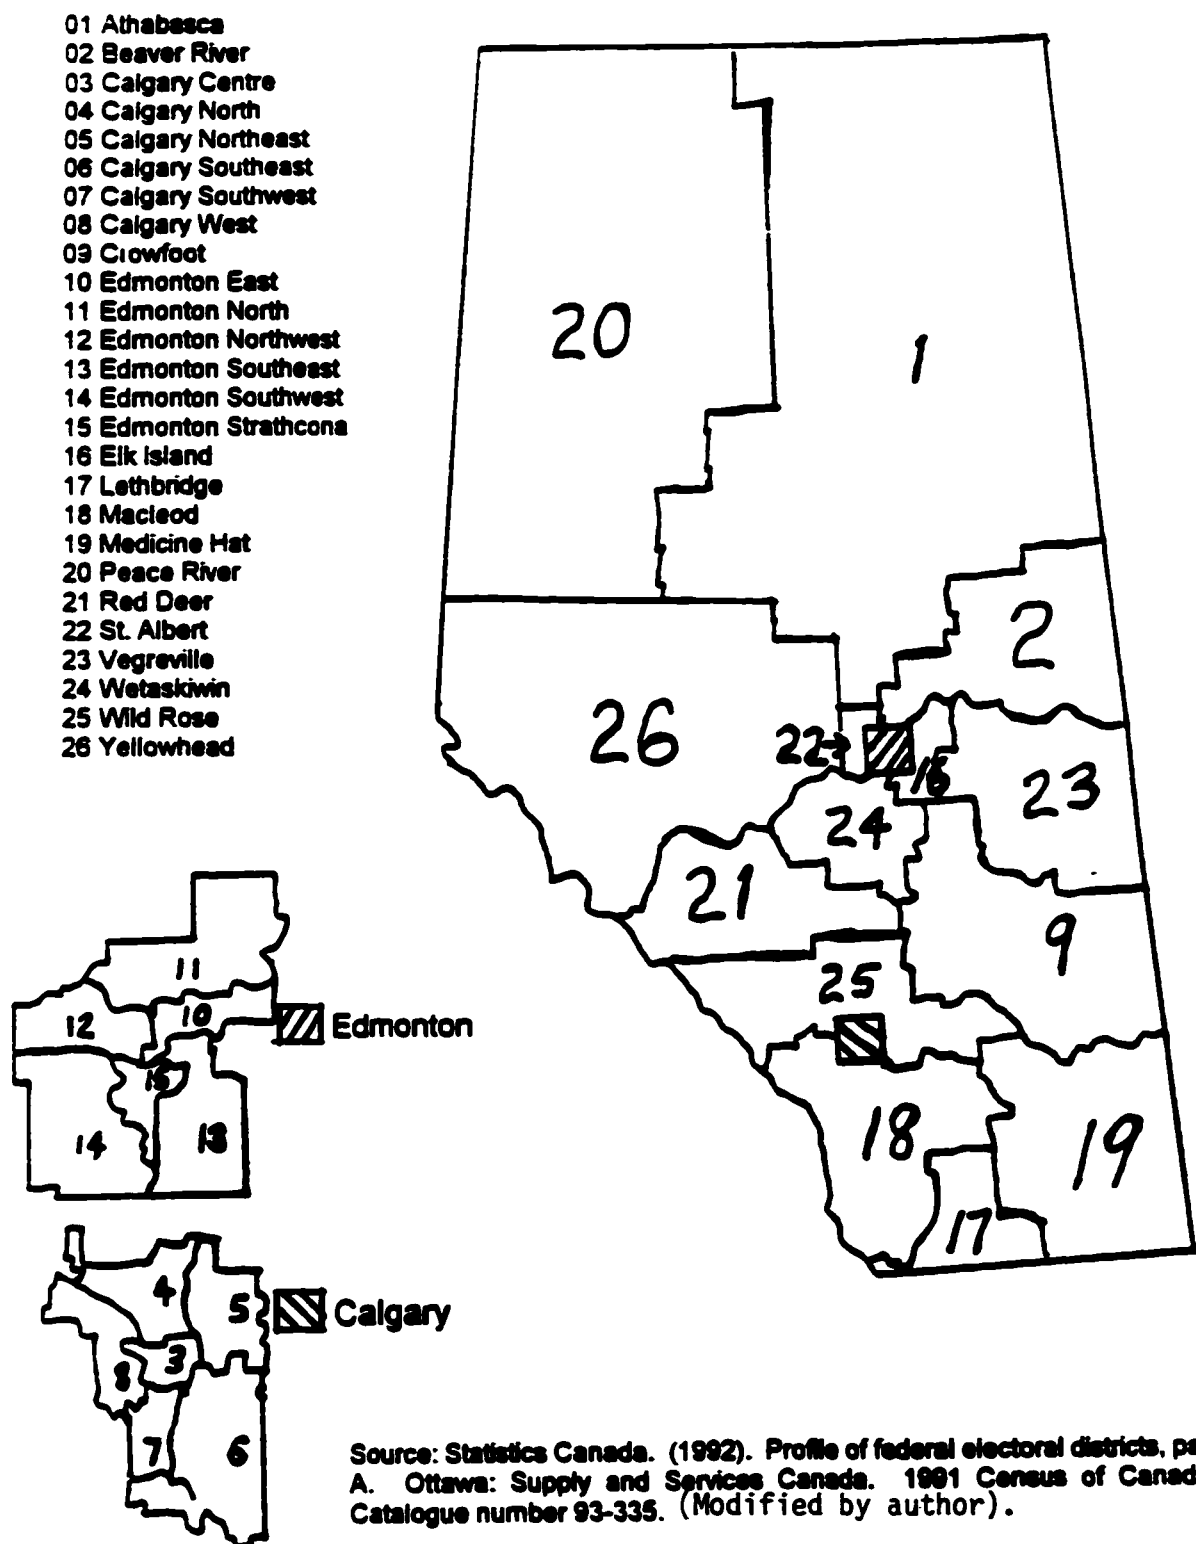 01 Athabasca
02 Beaver River
03 Calgary Centre
04 Calgary North
05 Calgary Northeast
06 Calgary Southeast
07 Calgary Southwest
08 Calgary West
09 Crowfoot
10 Edmonton East
11 Edmonton North
12 Edmonton Northwest
13 Edmonton Southeast
14 Edmonton Southwest
15 Edmonton Strathcona
16 Elk Island
17 Lethbridge
18 Macleod
19 Medicine Hat
20 Peace River
21 Red Deer
22 St. Albert
23 Vegreville
24 Wetaskiwin
25 Wild Rose
26 Yellowhead
20
1
2
26
22
16
23
24
21
9
25
18
19
17
11
12
10
15
14
13
Edmonton
4
5
3
8
7
6
Calgary
Source: Statistics Canada. (1992). Profile of federal electoral districts, pa
A. Ottawa: Supply and Services Canada. 1991 Census of Canad
Catalogue number 93-335. (Modified by author).